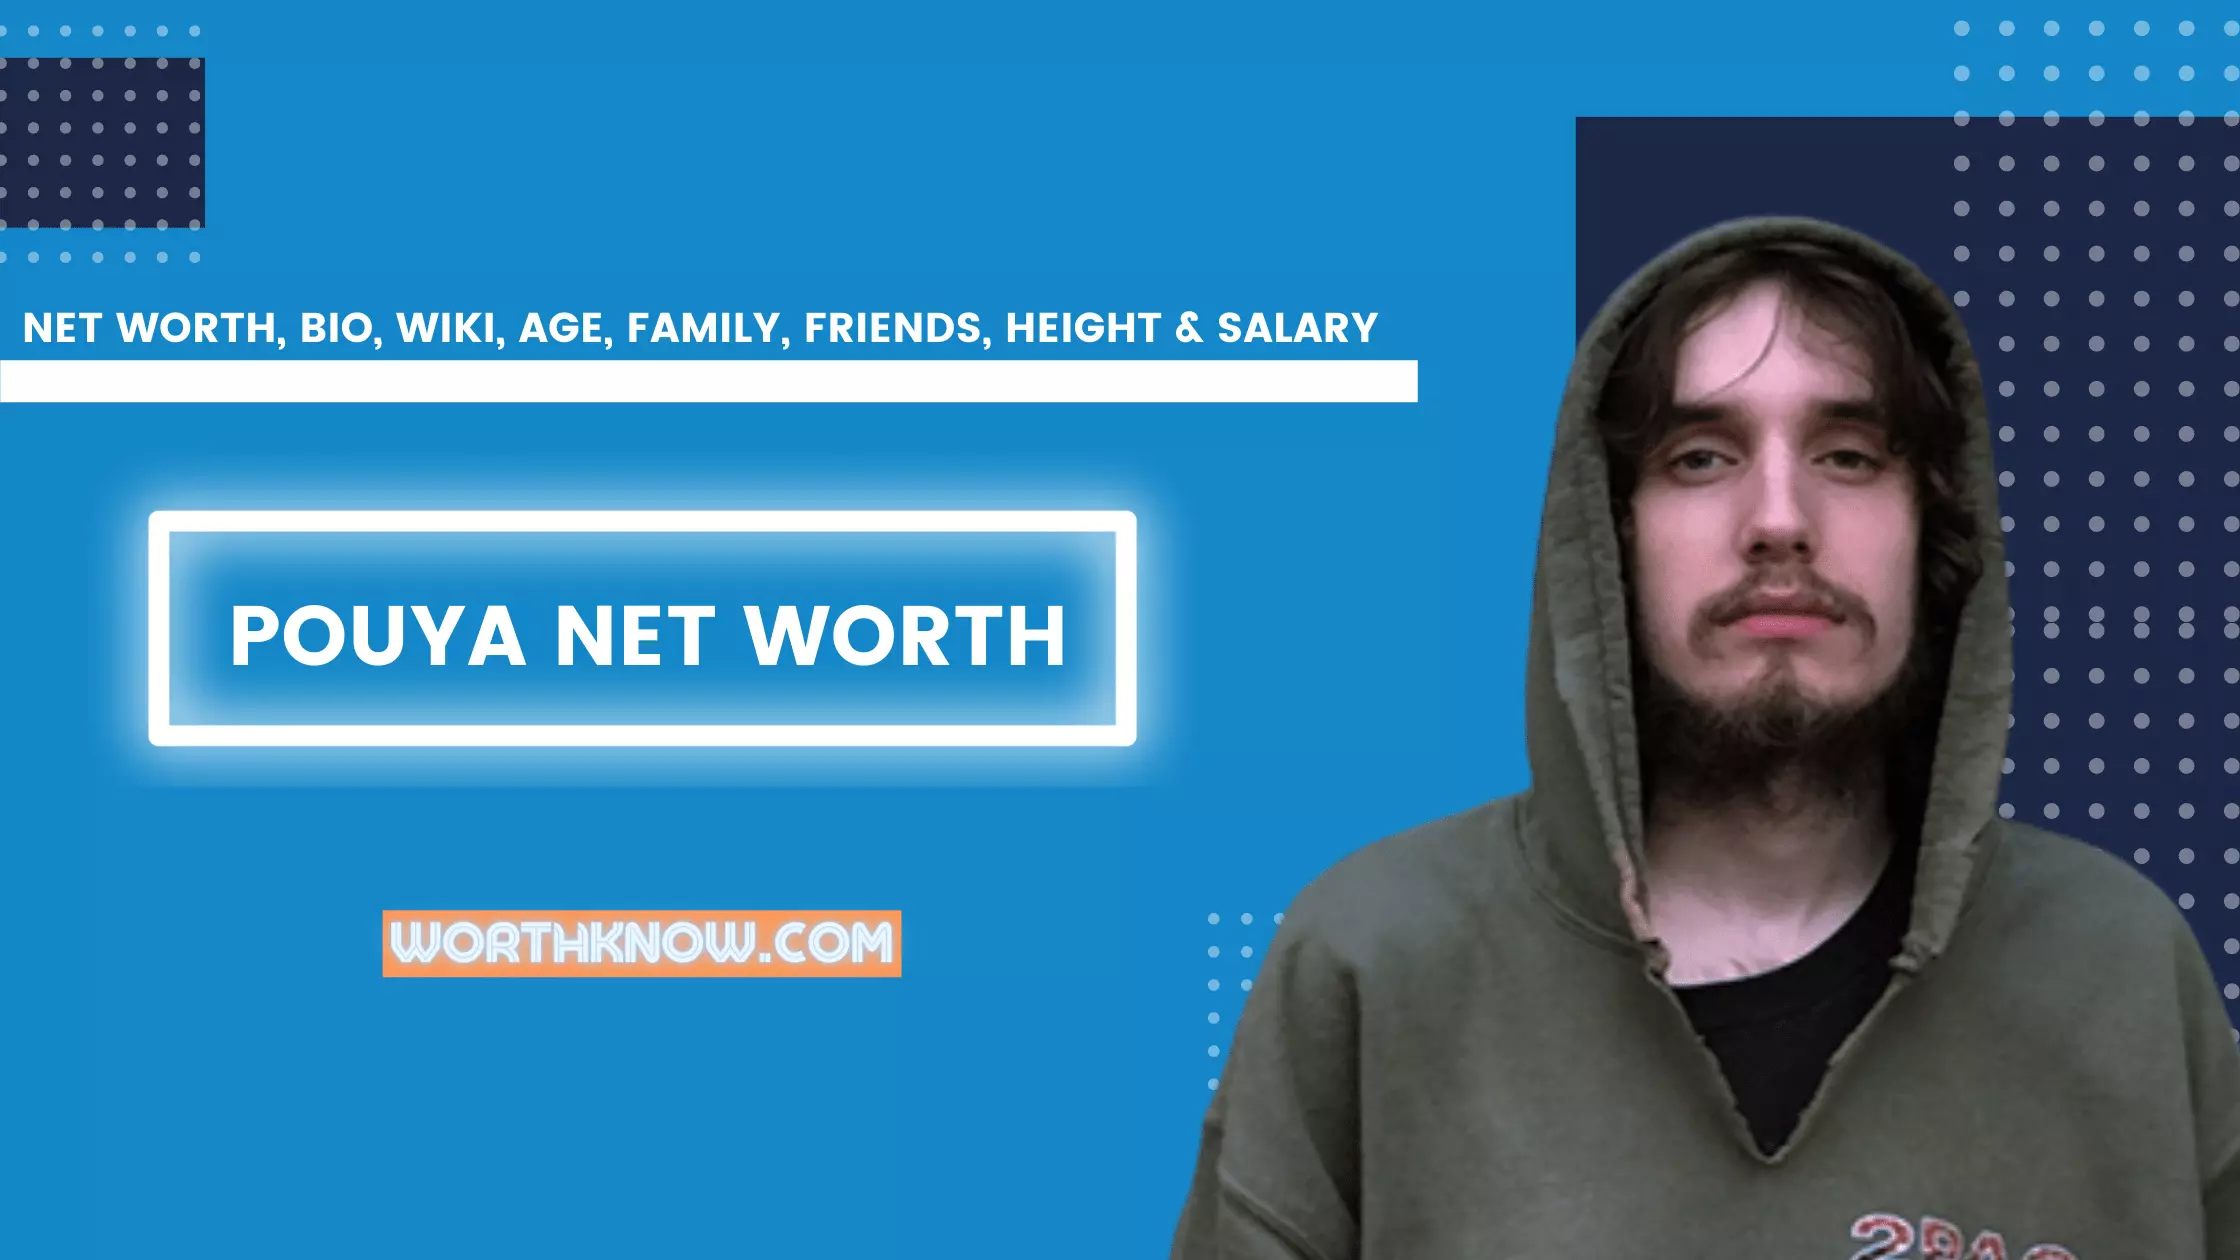 NET WORTH, BIO, WIKI, AGE, FAMILY, FRIENDS, HEIGHT & SALARY
POUYA NET WORTH
WORTHKNOW.COM